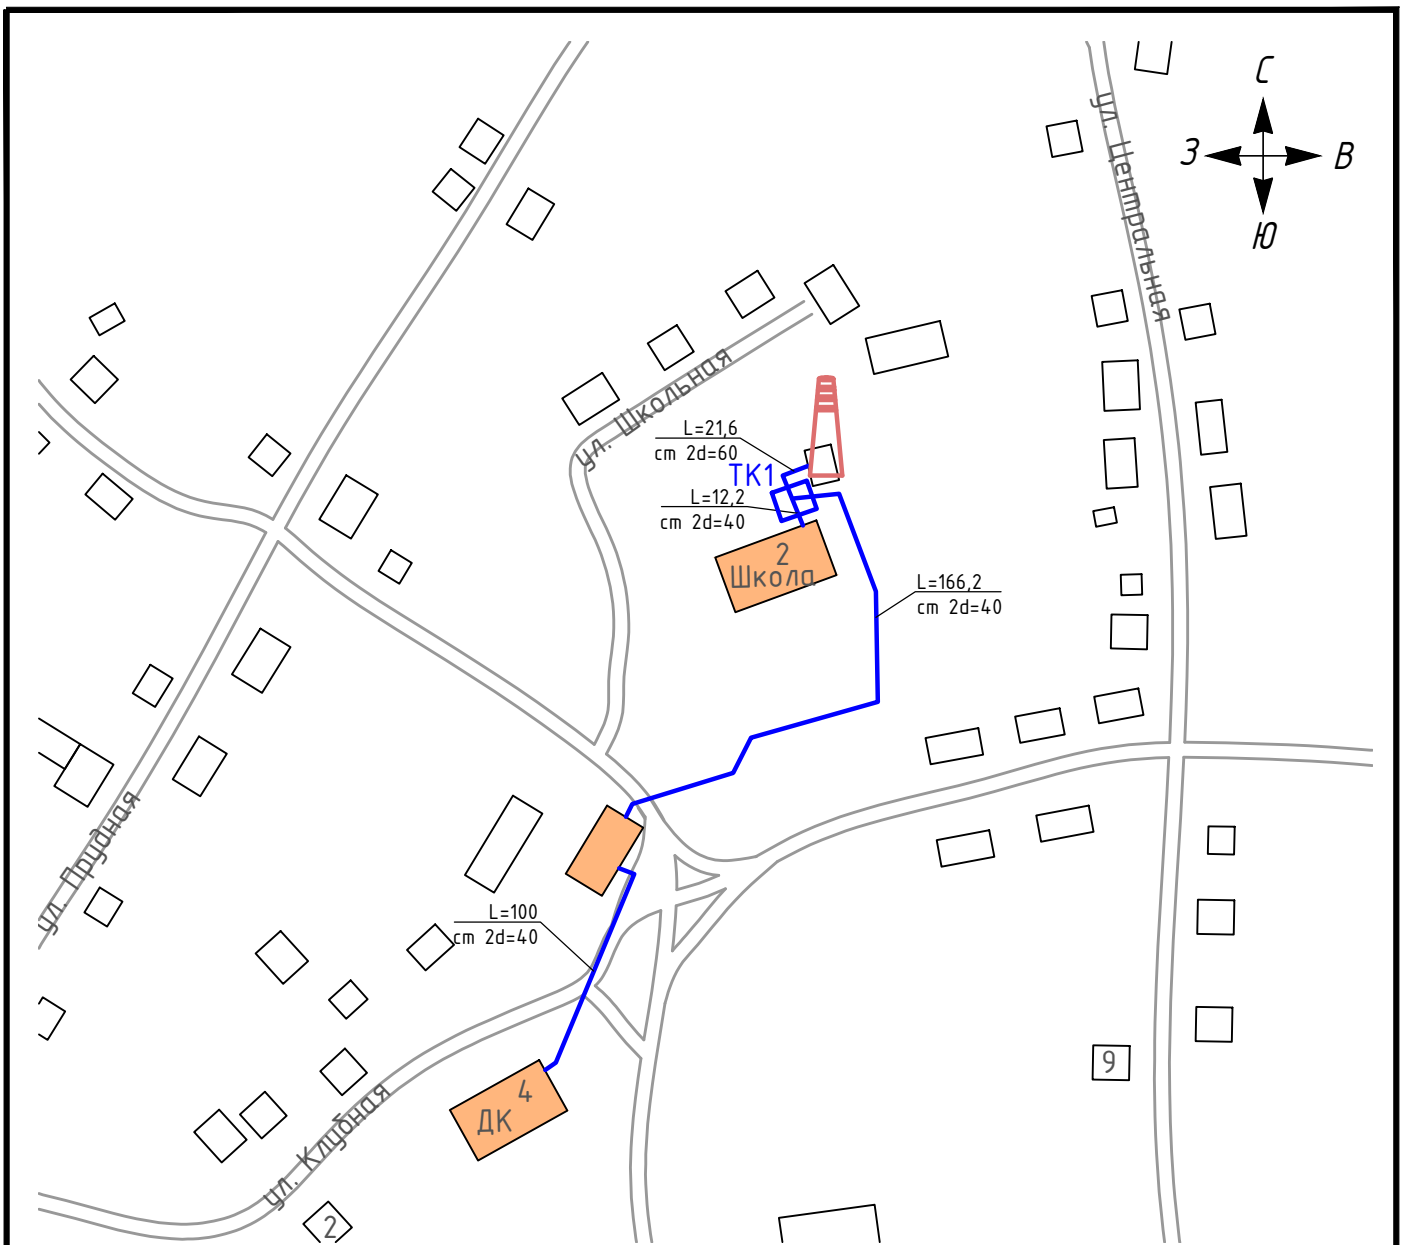 С
З
В
Ю
ул. Центральная
ул. Школьная
L=21,6
ст 2d=60
ТК1
L=12,2
ст 2d=40
2
Школа
L=166,2
ст 2d=40
ул. Прудная
L=100
ст 2d=40
9
4
ДК
ул. Клубная
2